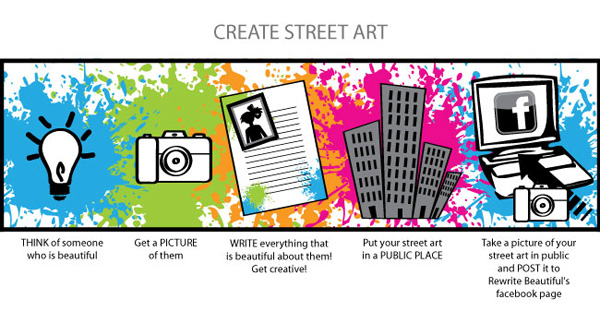 CREATE STREET ART
f
THINK of someone
who is beautiful
Get a PICTURE
of them
WRITE everything that
is beautiful about them!
Get creative!
Put your street art
in a PUBLIC PLACE
Take a picture of your
street art in public
and POST it to
Rewrite Beautiful's
facebook page